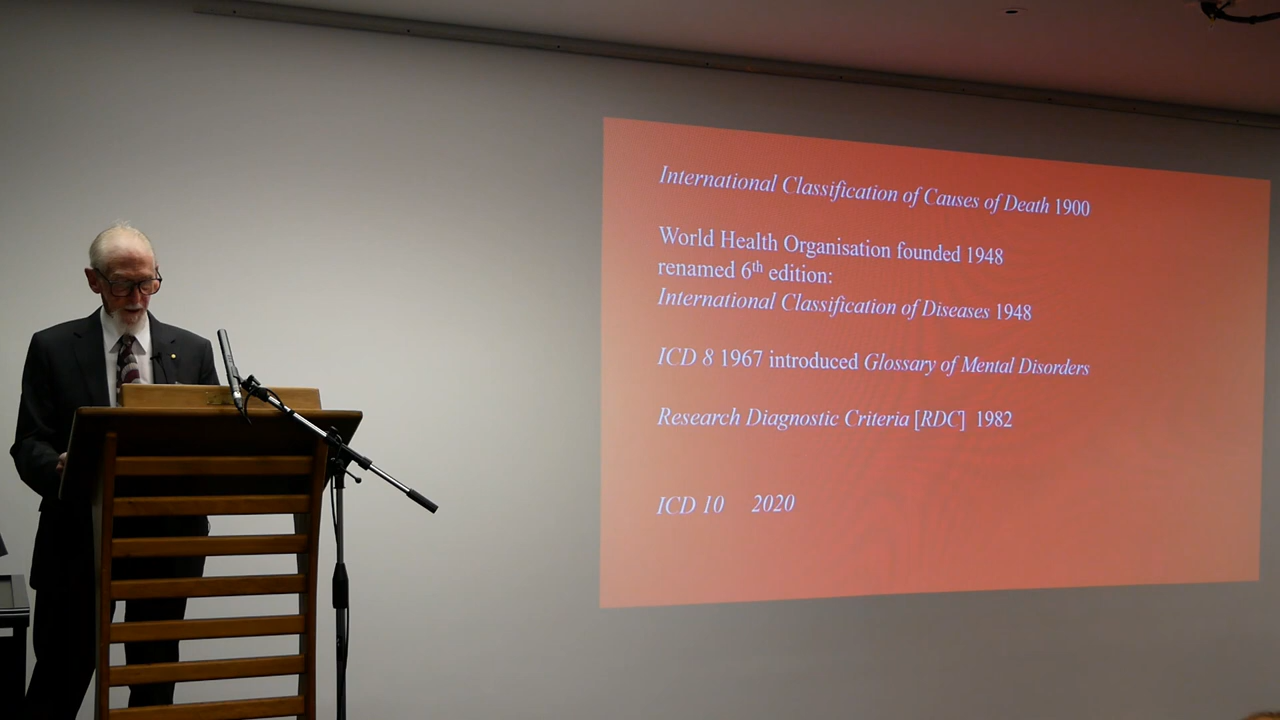 International Classification of Causes of Death 1900
World Health Organisation founded 1948
renamed 6th edition:
International Classification of Diseases 1948
ICD 8 1967 introduced Glossary of Mental Disorders
Research Diagnostic Criteria [RDC] 1982
ICD 10 2020